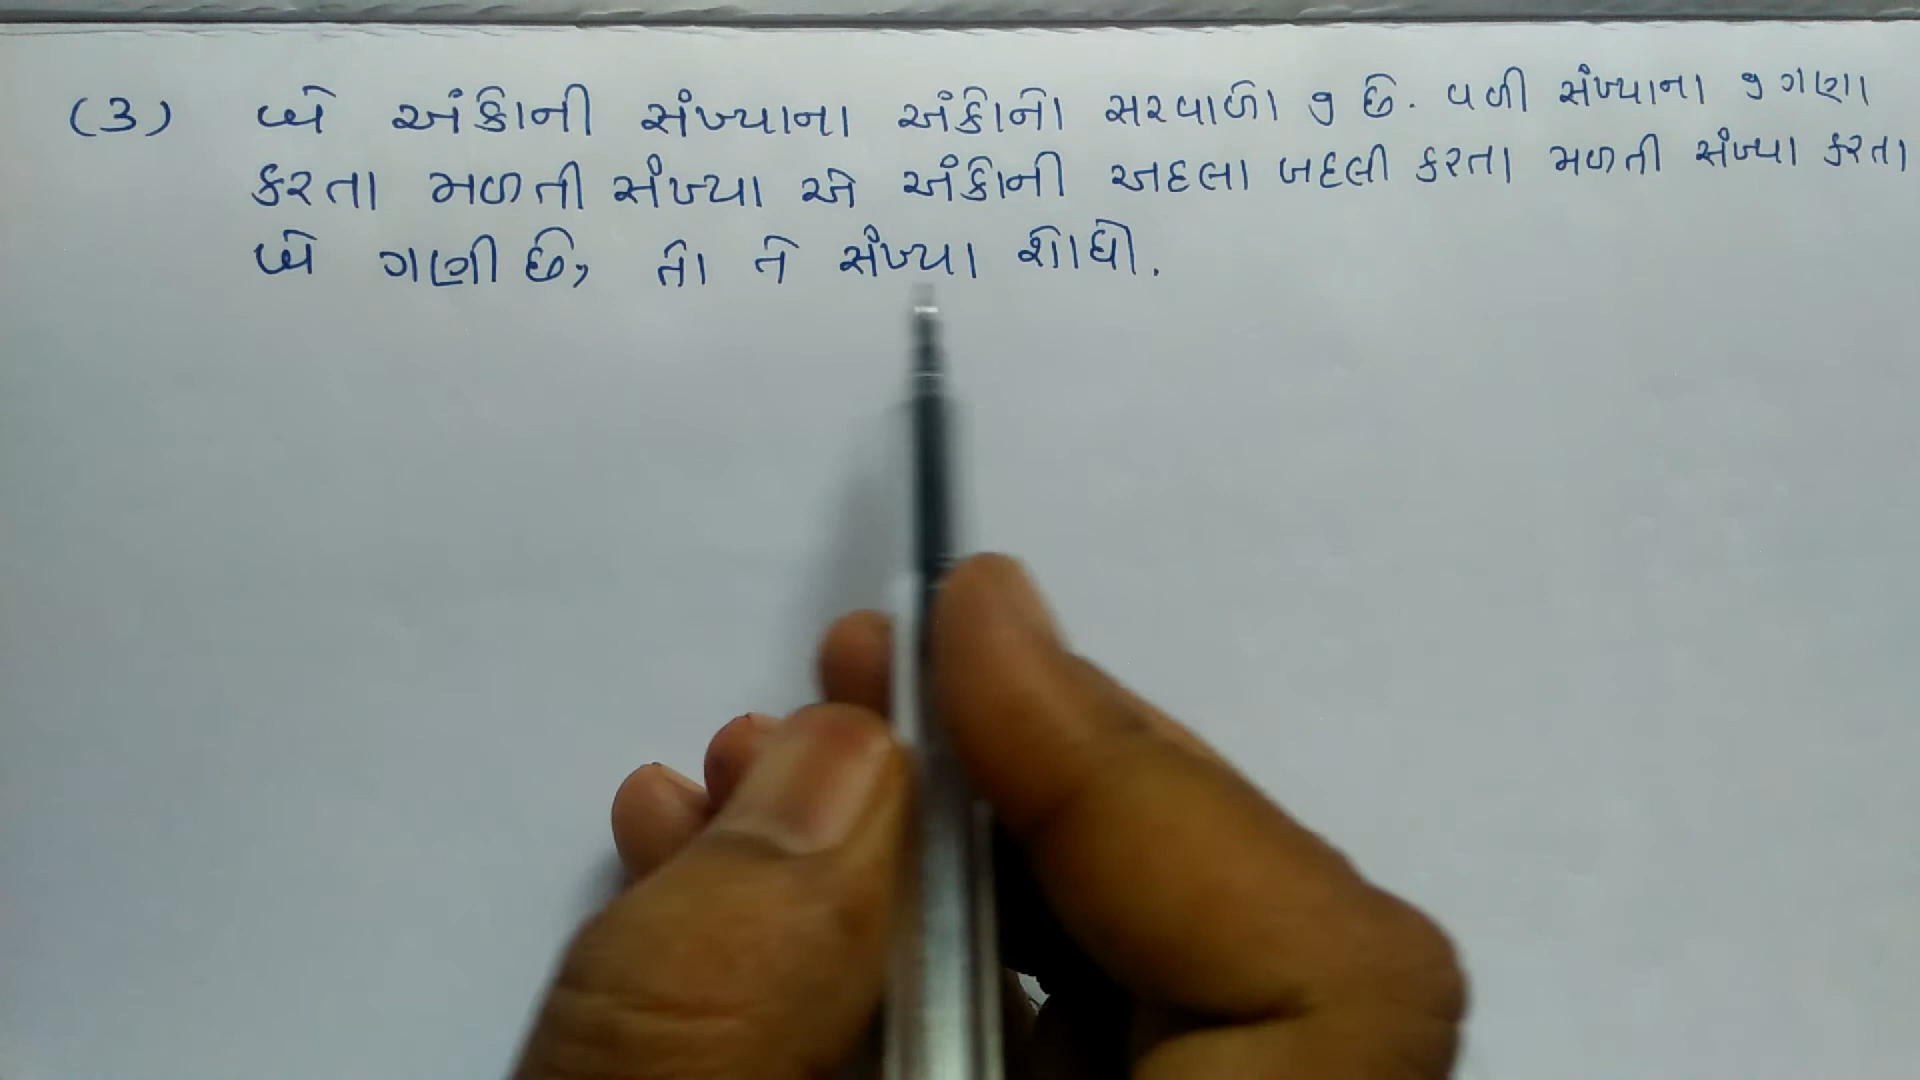 (3) બે અંકોની સંખ્યાના અંકોનો સરવાળો 9 છે. વળી સંખ્યાના 9 ગણા
કરતા મળતી સંખ્યા એ અંકોની અદલા બદલી કરતા મળતી સંખ્યા કરતા
બે ગણી છે, તો તે સંખ્યા શોધો.